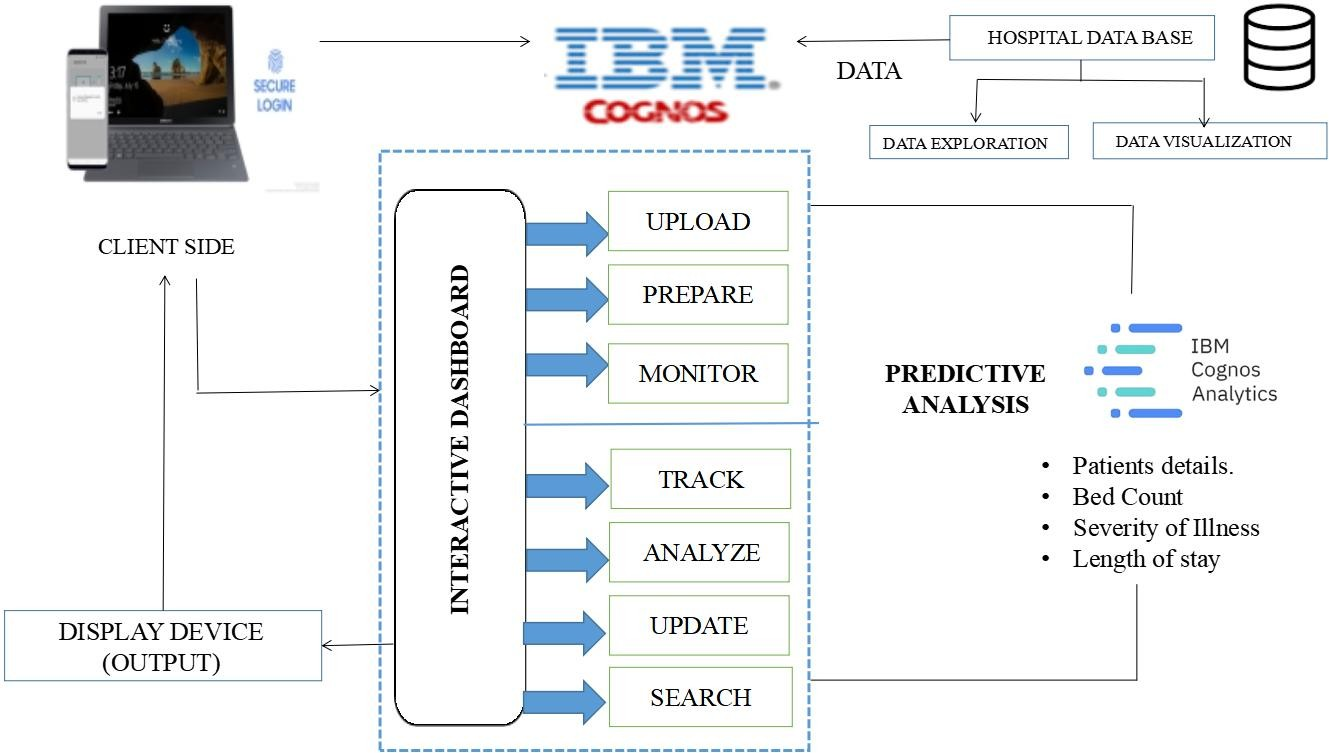 SECURE
LOGIN
IBM
COGNOS
DATA
HOSPITAL DATA BASE
DATA EXPLORATION
DATA VISUALIZATION
CLIENT SIDE
INTERACTIVE DASHBOARD
UPLOAD
PREPARE
MONITOR
TRACK
ANALYZE
UPDATE
SEARCH
PREDICTIVE
ANALYSIS
IBM
Cognos
Analytics
• Patients details.
• Bed Count
• Severity of Illness
• Length of stay
DISPLAY DEVICE
(OUTPUT)